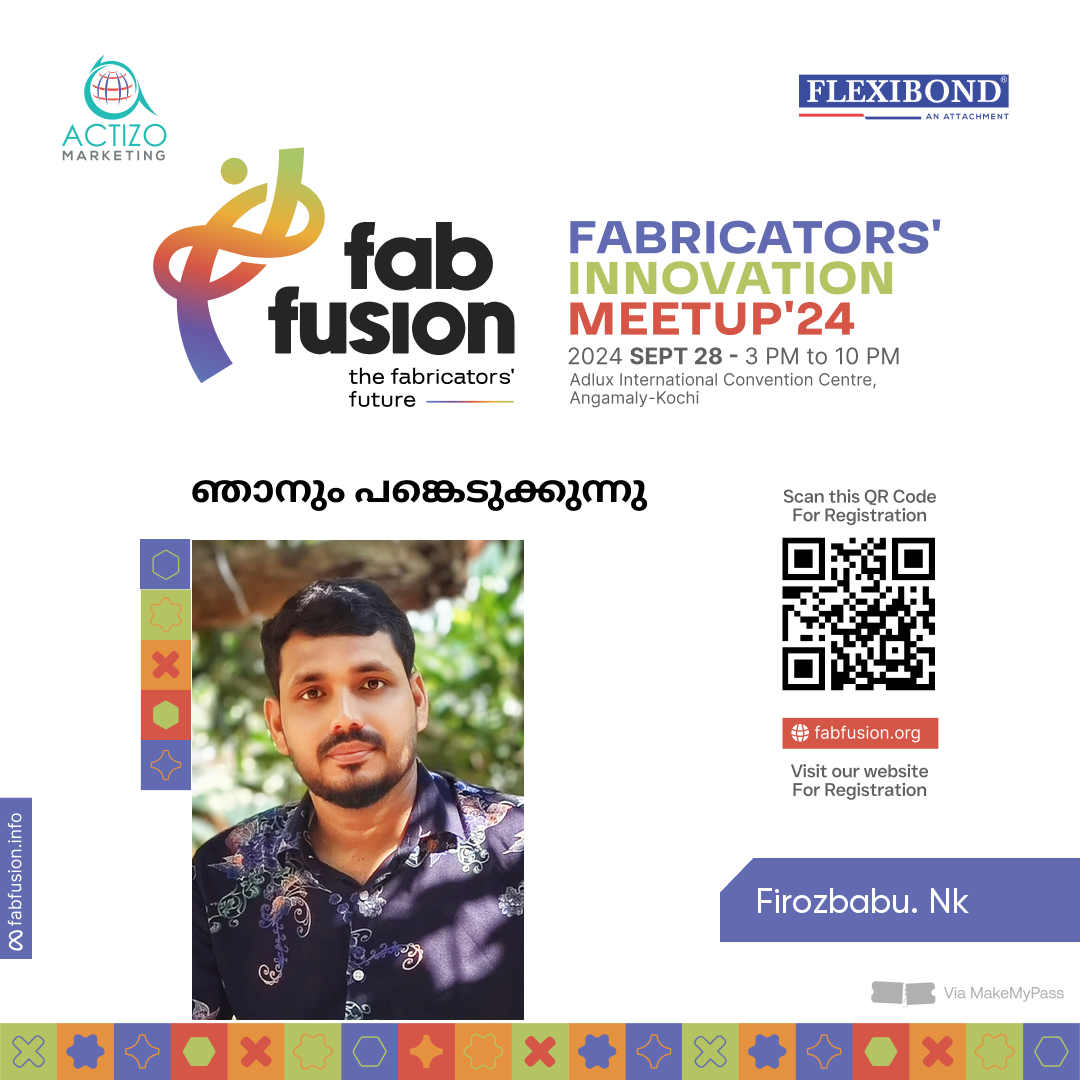 ACTIZO
MARKETING
FLEXIBOND®
AN ATTACHMENT
fab
fusion
the fabricators'
future
FABRICATORS'
INNOVATION
MEETUP'24
2024 SEPT 28 - 3 PM to 10 PM
Adlux International Convention Centre,
Angamaly-Kochi
ഞാനും പങ്കെടുക്കുന്നു
Scan this QR Code
For Registration
fabfusion.org
Visit our website
For Registration
fabfusion.info
Firozbabu. Nk
Via MakeMyPass